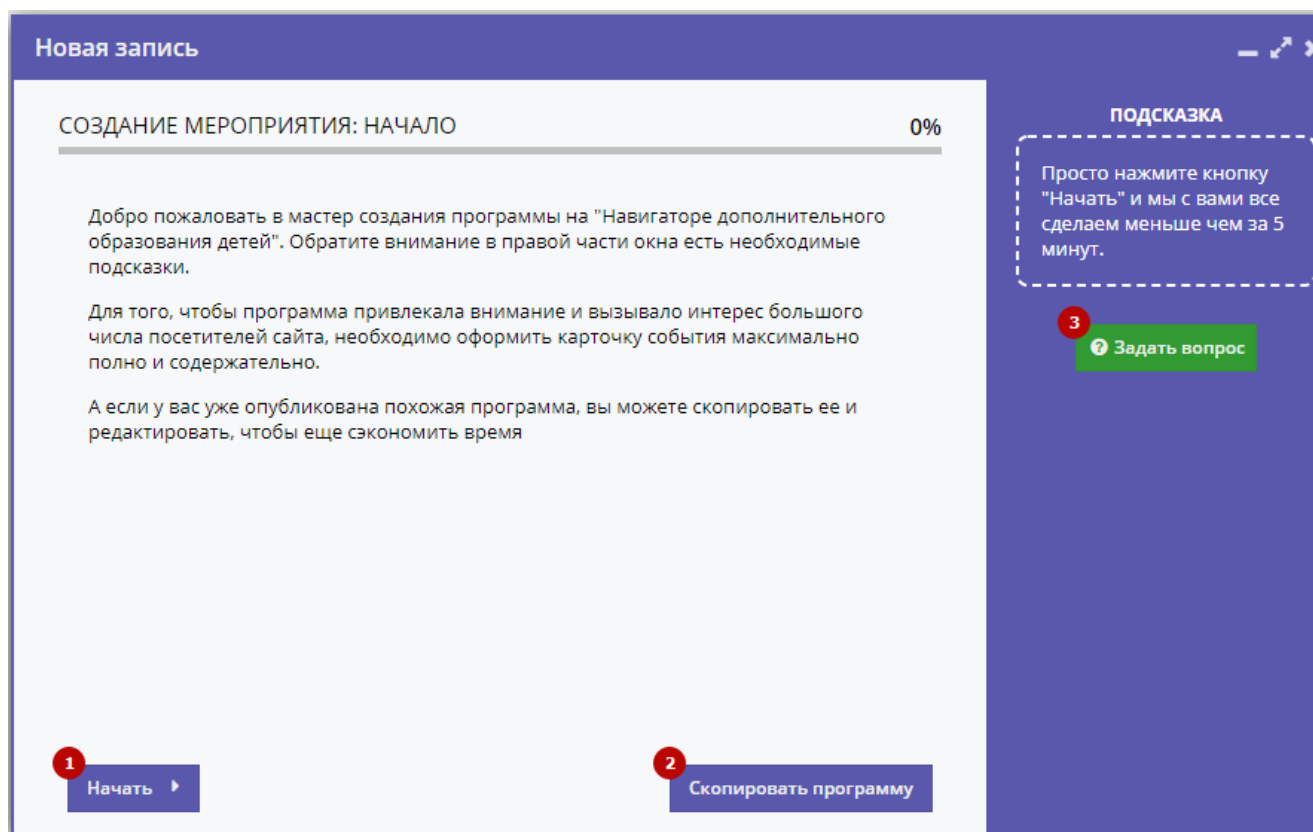 Новая запись
СОЗДАНИЕ МЕРОПРИЯТИЯ: НАЧАЛО
0%
Добро пожаловать в мастер создания программы на "Навигаторе дополнительного
образования детей". Обратите внимание в правой части окна есть необходимые
подсказки.
Для того, чтобы программа привлекала внимание и вызывало интерес большого
числа посетителей сайта, необходимо оформить карточку события максимально
полно и содержательно.
А если у вас уже опубликована похожая программа, вы можете скопировать ее и
редактировать, чтобы еще сэкономить время
1
Начать
2
Скопировать программу
ПОДСКАЗКА
Просто нажмите кнопку
"Начать" и мы с вами все
сделаем меньше чем за 5
минут.
3
Задать вопрос